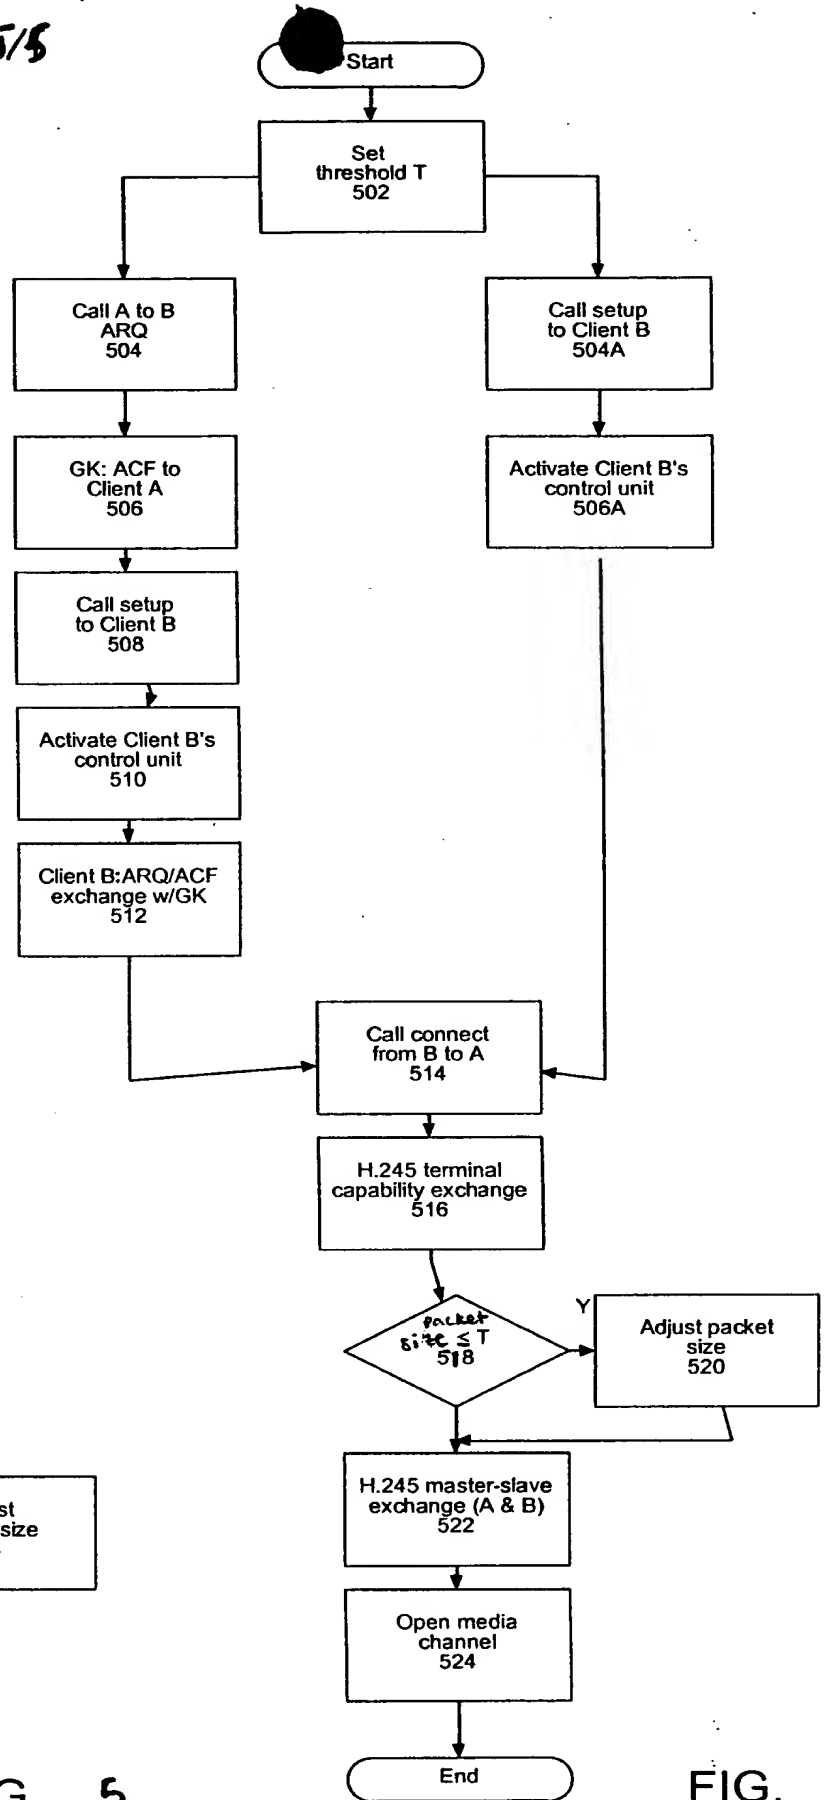 5/5
Start
Set
threshold T
502
Call A to B
ARQ
504
Call setup
to Client B
504A
GK: ACF to
Client A
506
Activate Client B's
control unit
506A
Call setup
to Client B
508
Activate Client B's
control unit
510
Client B:ARQ/ACF
exchange w/GK
512
Call connect
from B to A
514
H.245 terminal
capability exchange
516
packet
size ≤ T
518
Y
Adjust packet
size
520
H.245 master-slave
exchange (A & B)
522
st
size
Open media
channel
524
End
G. 5
FIG.